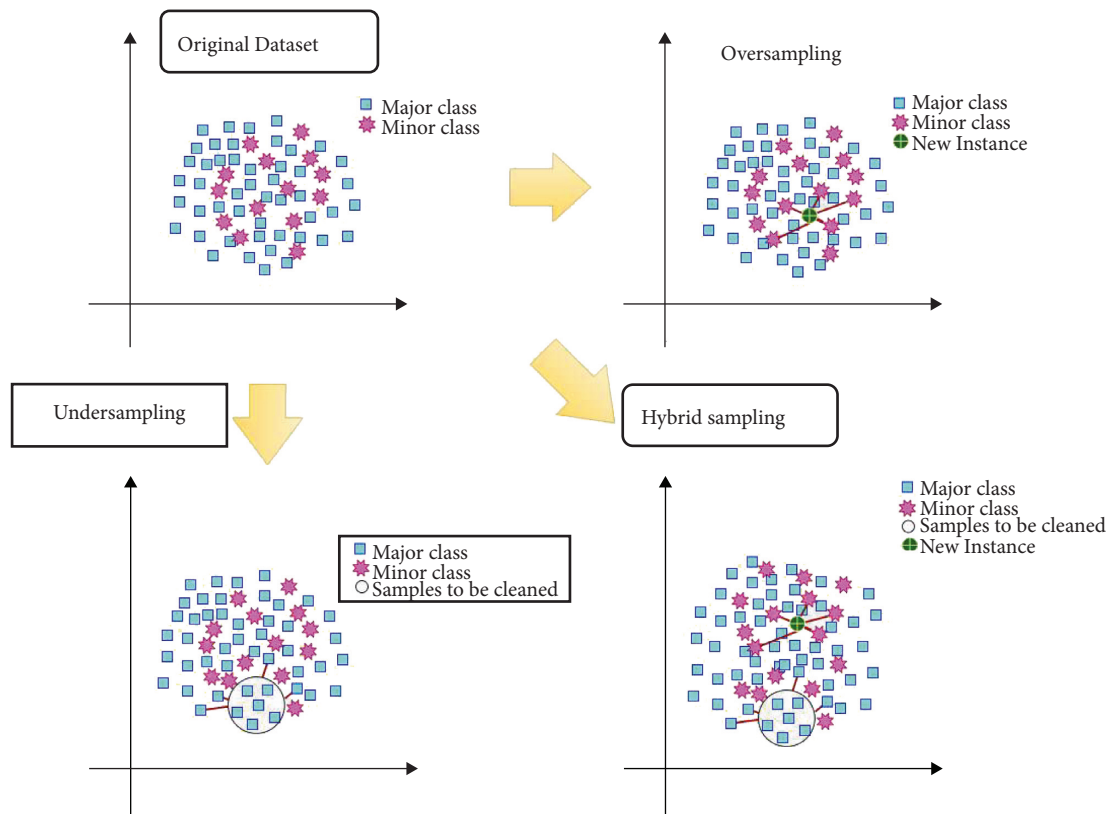 Original Dataset
Major class
Minor class
Oversampling
Major class
Minor class
New Instance
Undersampling
Major class
Minor class
Samples to be cleaned
Hybrid sampling
Major class
Minor class
Samples to be cleaned
New Instance